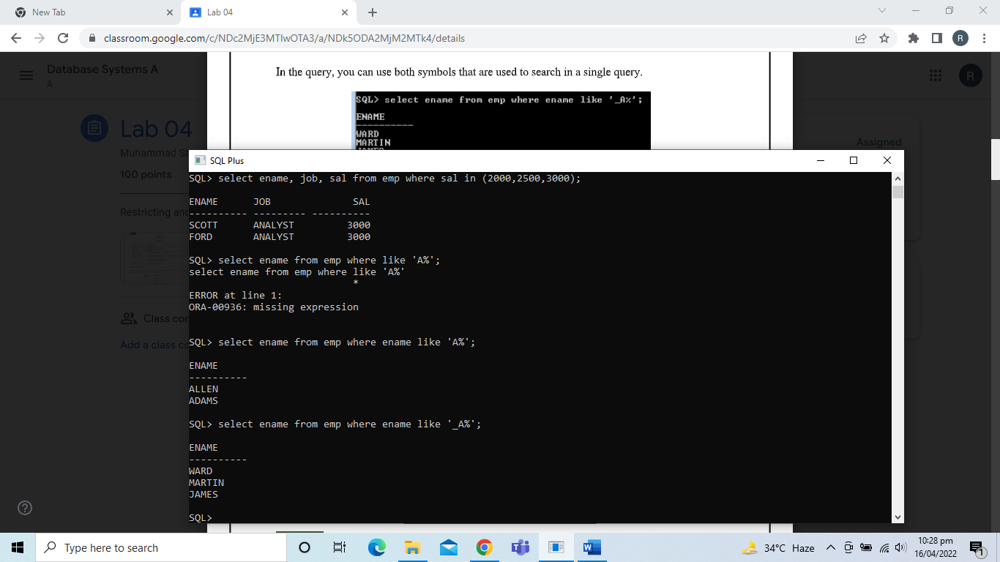 New Tab
Lab 04
classroom.google.com/c/NDc2MjE3MTIwOTA3/a/NDk5ODA2MjM2MTk4/details
R
Database Systems A
A
R
In the query, you can use both symbols that are used to search in a single query.
SQL> select ename from emp where ename like '_A%';
ENAME
----------
WARD
MARTIN
JAMES
Lab 04
Assigned
Muhammad S
100 points
Restricting and
Class co
Add a class co
SQL Plus
SQL> select ename, job, sal from emp where sal in (2000,2500,3000);
ENAME      JOB              SAL
---------- --------- ----------
SCOTT      ANALYST         3000
FORD       ANALYST         3000
SQL> select ename from emp where like 'A%';
select ename from emp where like 'A%'
*
ERROR at line 1:
ORA-00936: missing expression
SQL> select ename from emp where ename like 'A%';
ENAME
----------
ALLEN
ADAMS
SQL> select ename from emp where ename like '_A%';
ENAME
----------
WARD
MARTIN
JAMES
SQL>
Type here to search
34°C Haze
10:28 pm
16/04/2022
1